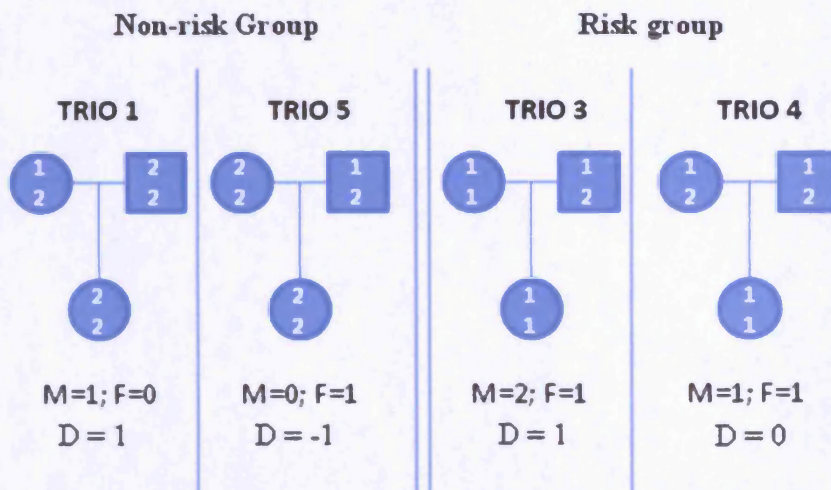 Non-risk Group
Risk group
TRIO 1
TRIO 5
TRIO 3
TRIO 4
1 2
2 2
2 2
1 2
1 1
1 2
1 2
1 2
2 2
2 2
1 1
1 1
M=1; F=0
M=0; F=1
M=2; F=1
M=1; F=1
D = 1
D = -1
D = 1
D = 0